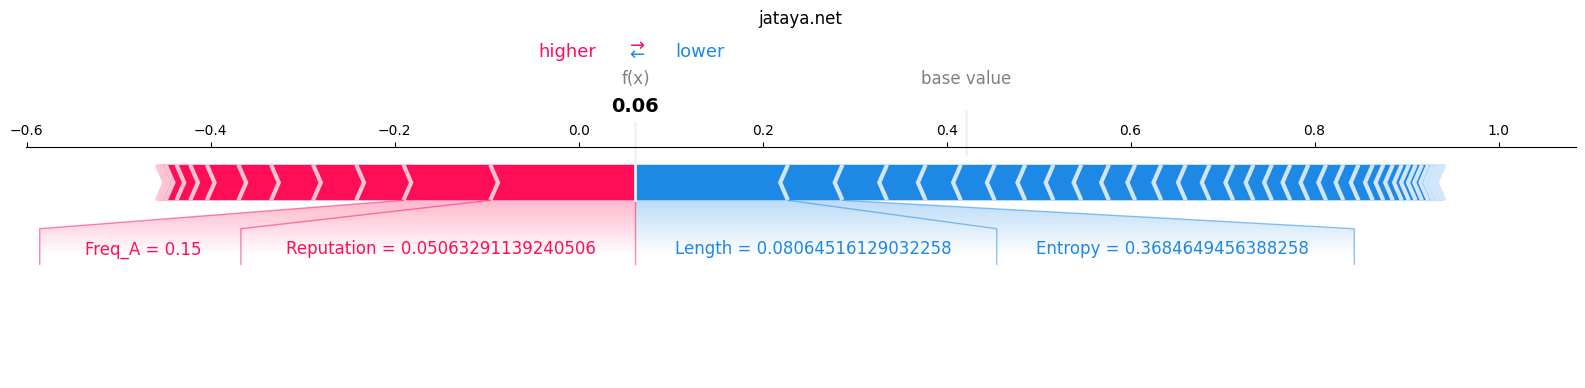 jataya.net
higher ⇄ lower
f(x) base value
0.06
−0.6 −0.4 −0.2 0.0 0.2 0.4 0.6 0.8 1.0
Freq_A = 0.15 Reputation = 0.05063291139240506 Length = 0.08064516129032258 Entropy = 0.3684649456388258